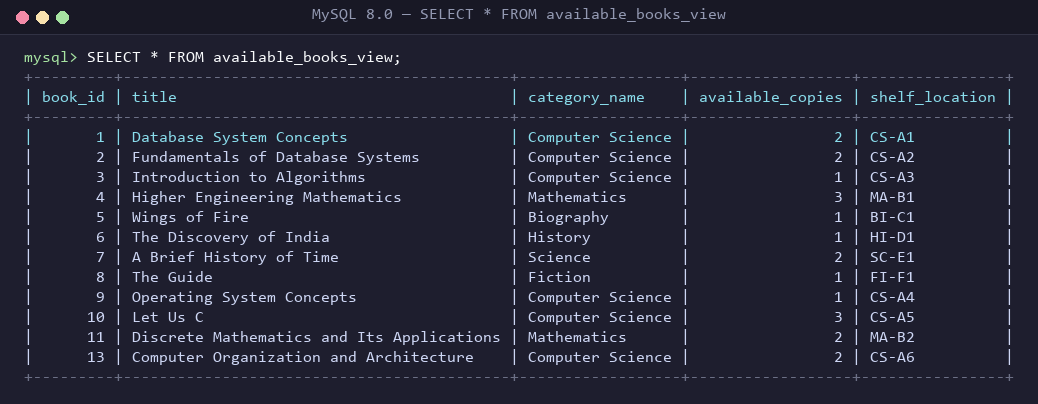 MySQL 8.0 — SELECT * FROM available_books_view
mysql> SELECT * FROM available_books_view;
+---------+-------------------------------------------+------------------+------------------+----------------+
| book_id | title                                     | category_name    | available_copies | shelf_location |
+---------+-------------------------------------------+------------------+------------------+----------------+
|       1 | Database System Concepts                  | Computer Science |                2 | CS-A1          |
|       2 | Fundamentals of Database Systems          | Computer Science |                2 | CS-A2          |
|       3 | Introduction to Algorithms                | Computer Science |                1 | CS-A3          |
|       4 | Higher Engineering Mathematics            | Mathematics      |                3 | MA-B1          |
|       5 | Wings of Fire                             | Biography        |                1 | BI-C1          |
|       6 | The Discovery of India                    | History          |                1 | HI-D1          |
|       7 | A Brief History of Time                   | Science          |                2 | SC-E1          |
|       8 | The Guide                                 | Fiction          |                1 | FI-F1          |
|       9 | Operating System Concepts                 | Computer Science |                1 | CS-A4          |
|      10 | Let Us C                                  | Computer Science |                3 | CS-A5          |
|      11 | Discrete Mathematics and Its Applications | Mathematics      |                2 | MA-B2          |
|      13 | Computer Organization and Architecture    | Computer Science |                2 | CS-A6          |
+---------+-------------------------------------------+------------------+------------------+----------------+